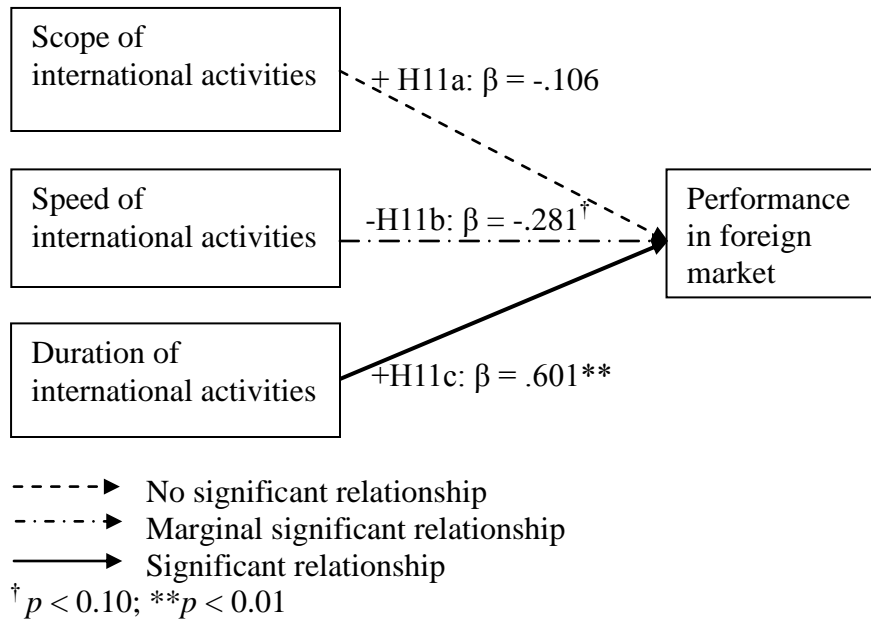 Scope of
international activities
+ H11a: β = -.106
Speed of
international activities
-H11b: β = -.281†
Performance
in foreign
market
Duration of
international activities
+H11c: β = .601**
No significant relationship
Marginal significant relationship
Significant relationship
† p < 0.10; **p < 0.01